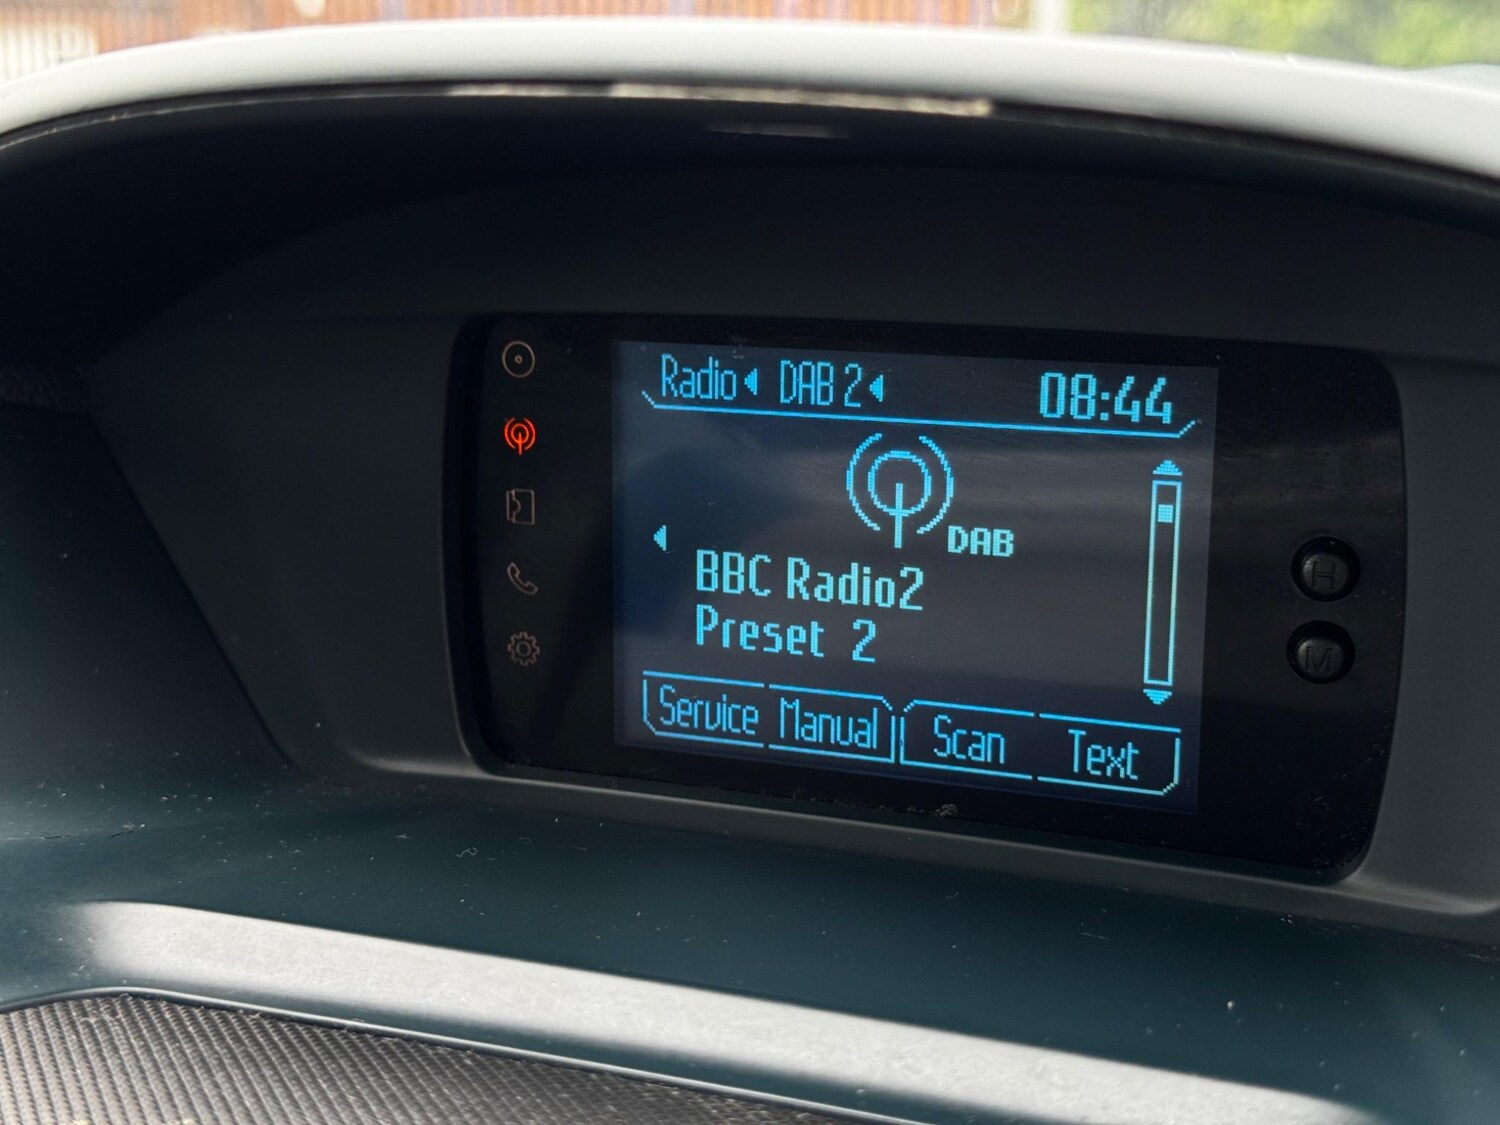 Radio DAB 2 08:44
DAB
BBC Radio2
Preset 2
Service Manual Scan Text
H
M